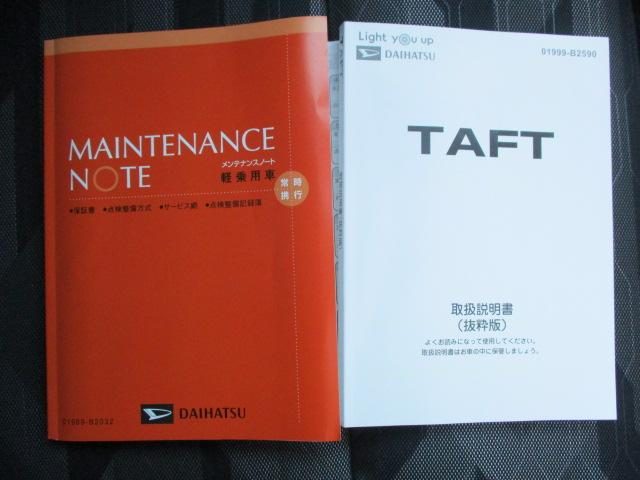 MAINTENANCE
NOTE
メンテナンスノート
軽乗用車
常時
携行
•保証書 •点検整備方式 •サービス網 •点検整備記録簿
DAIHATSU
01999-B2032
Light you up
DAIHATSU
01999-B2590
TAFT
取扱説明書
(抜粋版)
よくお読みになって使用してください。
取扱説明書はお車の中に保管しましょう。